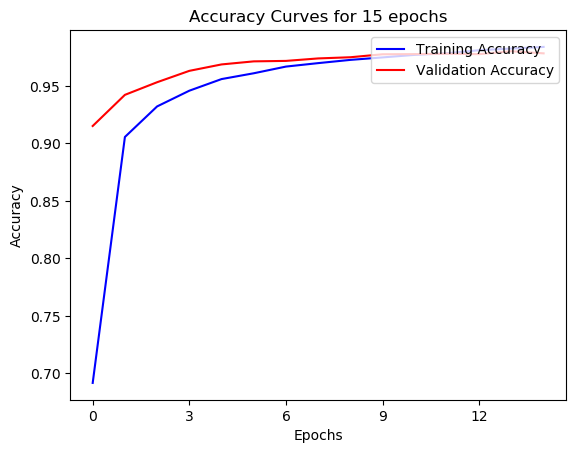 Accuracy Curves for 15 epochs
Training Accuracy
Validation Accuracy
0.95
0.90
0.85
0.80
0.75
0.70
Accuracy
0 3 6 9 12
Epochs